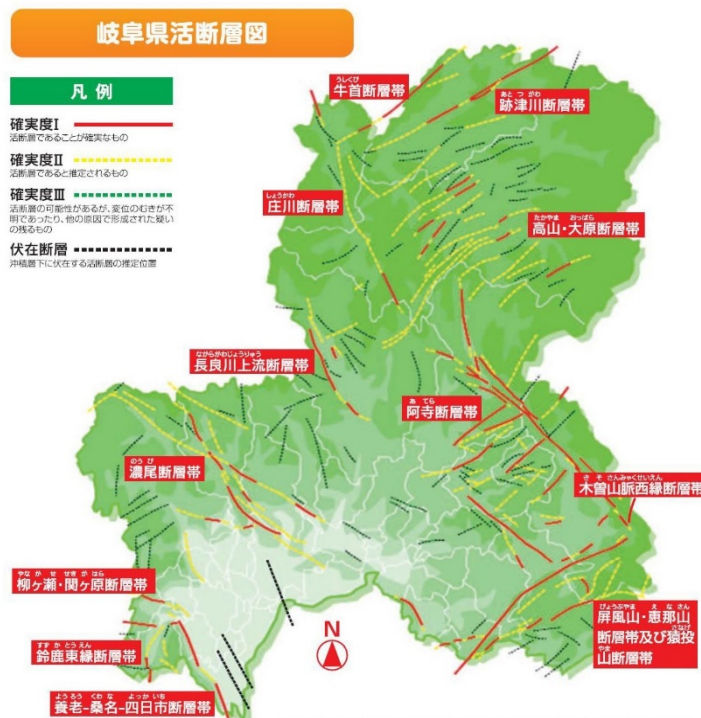 岐阜県活断層図
凡例
確実度Ⅰ
活断層であることが確実なもの
確実度Ⅱ
活断層であると推定されるもの
確実度Ⅲ
活断層の可能性があるが、変位のむきが不
明であったり、他の原因で形成された疑い
の残るもの
伏在断層
沖積層下に伏在する活断層の推定位置
うしくび
牛首断層帯
あとつがわ
跡津川断層帯
しょうかわ
庄川断層帯
たかやま おっぱら
高山・大原断層帯
ながらがわじょうりゅう
長良川上流断層帯
あてら
阿寺断層帯
のうび
濃尾断層帯
きそさんみゃくせいえん
木曽山脈西縁断層帯
やながせ せきがはら
柳ヶ瀬・関ヶ原断層帯
びょうぶやま えなさん
屏風山・恵那山
さなげ
断層帯及び猿投
やま
山断層帯
すずかとうえん
鈴鹿東縁断層帯
ようろう くわな よっかいち
養老-桑名-四日市断層帯
N